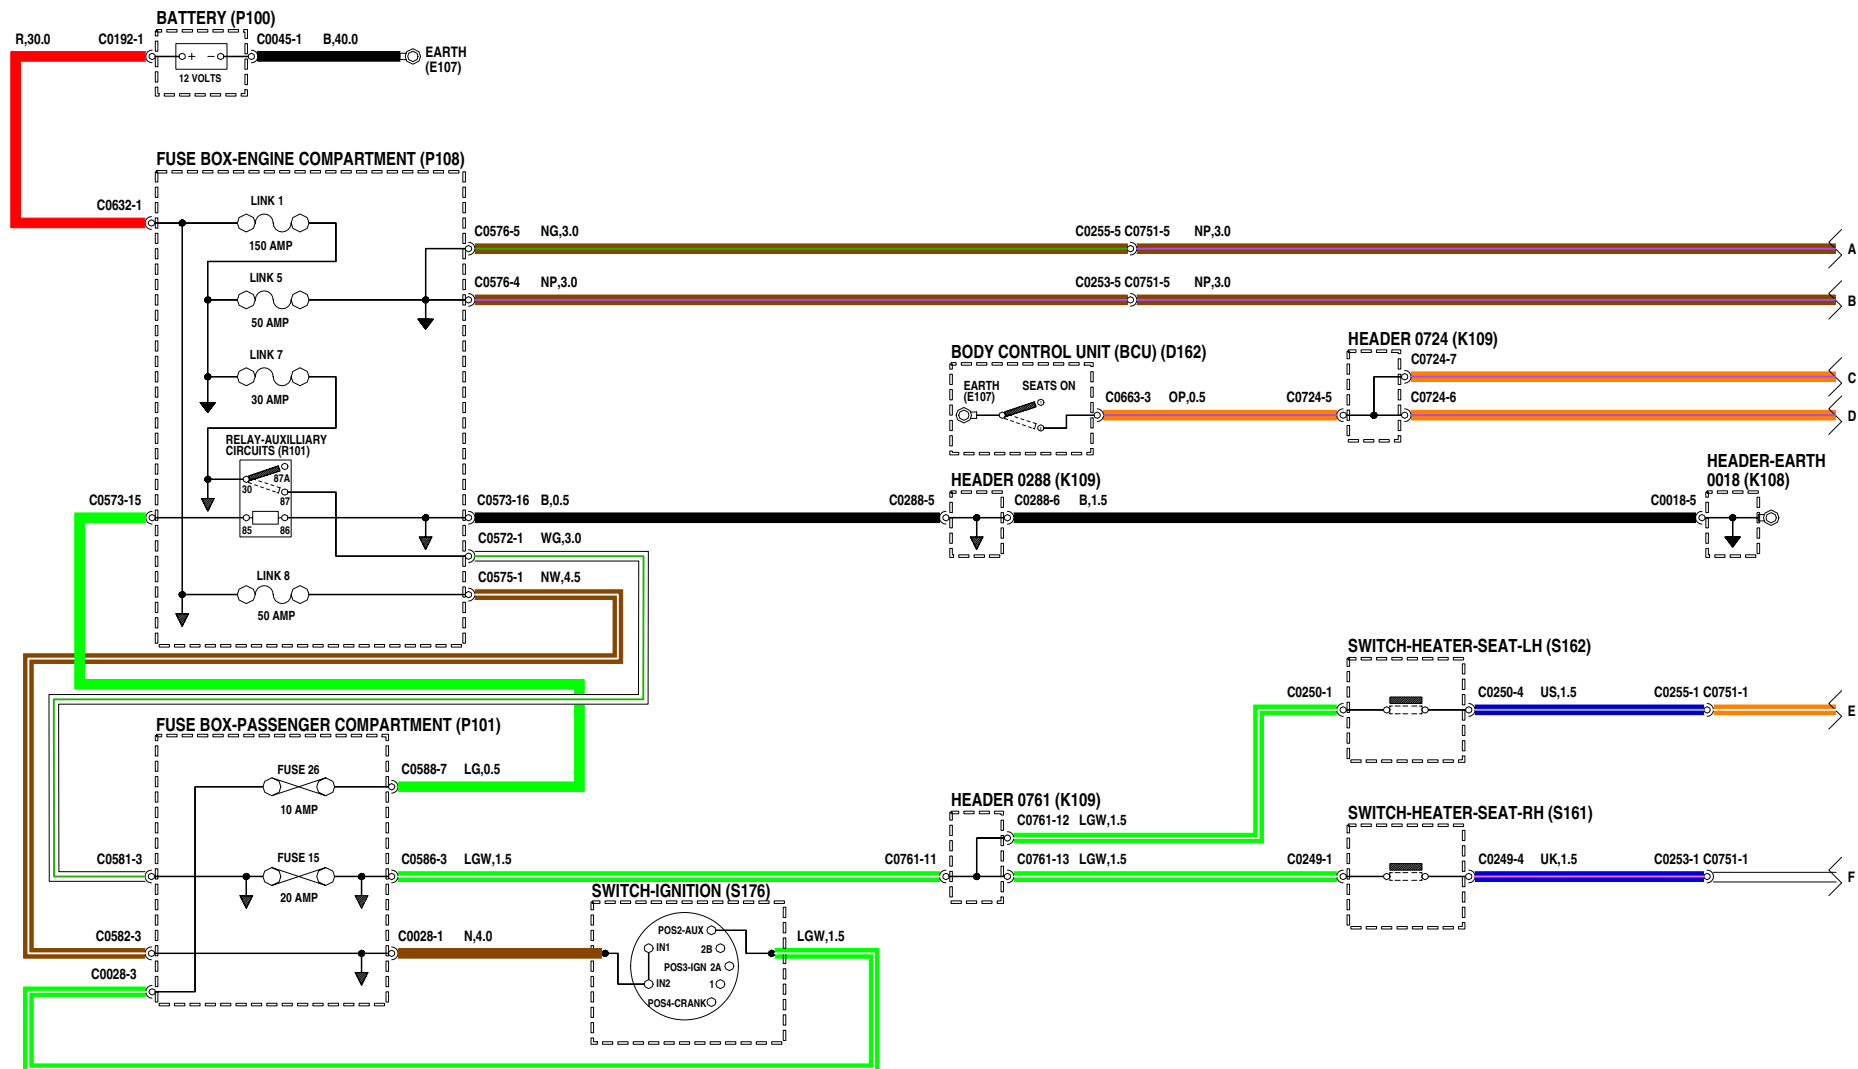 BATTERY (P100)
R,30.0 C0192-1 C0045-1 B,40.0
EARTH
(E107)
+ −
12 VOLTS
FUSE BOX-ENGINE COMPARTMENT (P108)
C0632-1
LINK 1
150 AMP
C0576-5 NG,3.0 C0255-5 C0751-5 NP,3.0
A
LINK 5
C0576-4 NP,3.0 C0253-5 C0751-5 NP,3.0
B
50 AMP
LINK 7
30 AMP
BODY CONTROL UNIT (BCU) (D162)
EARTH
(E107)
SEATS ON
C0663-3 OP,0.5 C0724-5
HEADER 0724 (K109)
C0724-7
C
C0724-6
D
RELAY-AUXILLIARY
CIRCUITS (R101)
87A
30
87
85 86
C0573-15
C0573-16 B,0.5 C0288-5
HEADER 0288 (K109)
C0288-6 B,1.5 C0018-5
HEADER-EARTH
0018 (K108)
C0572-1 WG,3.0
LINK 8
C0575-1 NW,4.5
50 AMP
SWITCH-HEATER-SEAT-LH (S162)
C0250-1 C0250-4 US,1.5 C0255-1 C0751-1
E
FUSE BOX-PASSENGER COMPARTMENT (P101)
FUSE 26
C0588-7 LG,0.5
10 AMP
HEADER 0761 (K109)
C0761-12 LGW,1.5
SWITCH-HEATER-SEAT-RH (S161)
C0581-3
FUSE 15
C0586-3 LGW,1.5 C0761-11 C0761-13 LGW,1.5 C0249-1 C0249-4 UK,1.5 C0253-1 C0751-1
F
20 AMP
SWITCH-IGNITION (S176)
C0582-3
C0028-1 N,4.0
POS2-AUX
IN1 2B
POS3-IGN 2A
IN2 1
POS4-CRANK
LGW,1.5
C0028-3